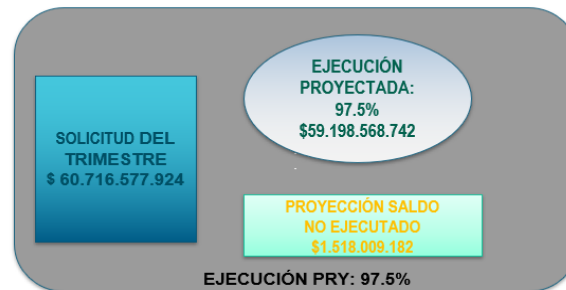 SOLICITUD DEL
TRIMESTRE
$ 60.716.577.924
EJECUCIÓN
PROYECTADA:
97.5%
$59.198.568.742
PROYECCIÓN SALDO
NO EJECUTADO
$1.518.009.182
EJECUCIÓN PRY: 97.5%